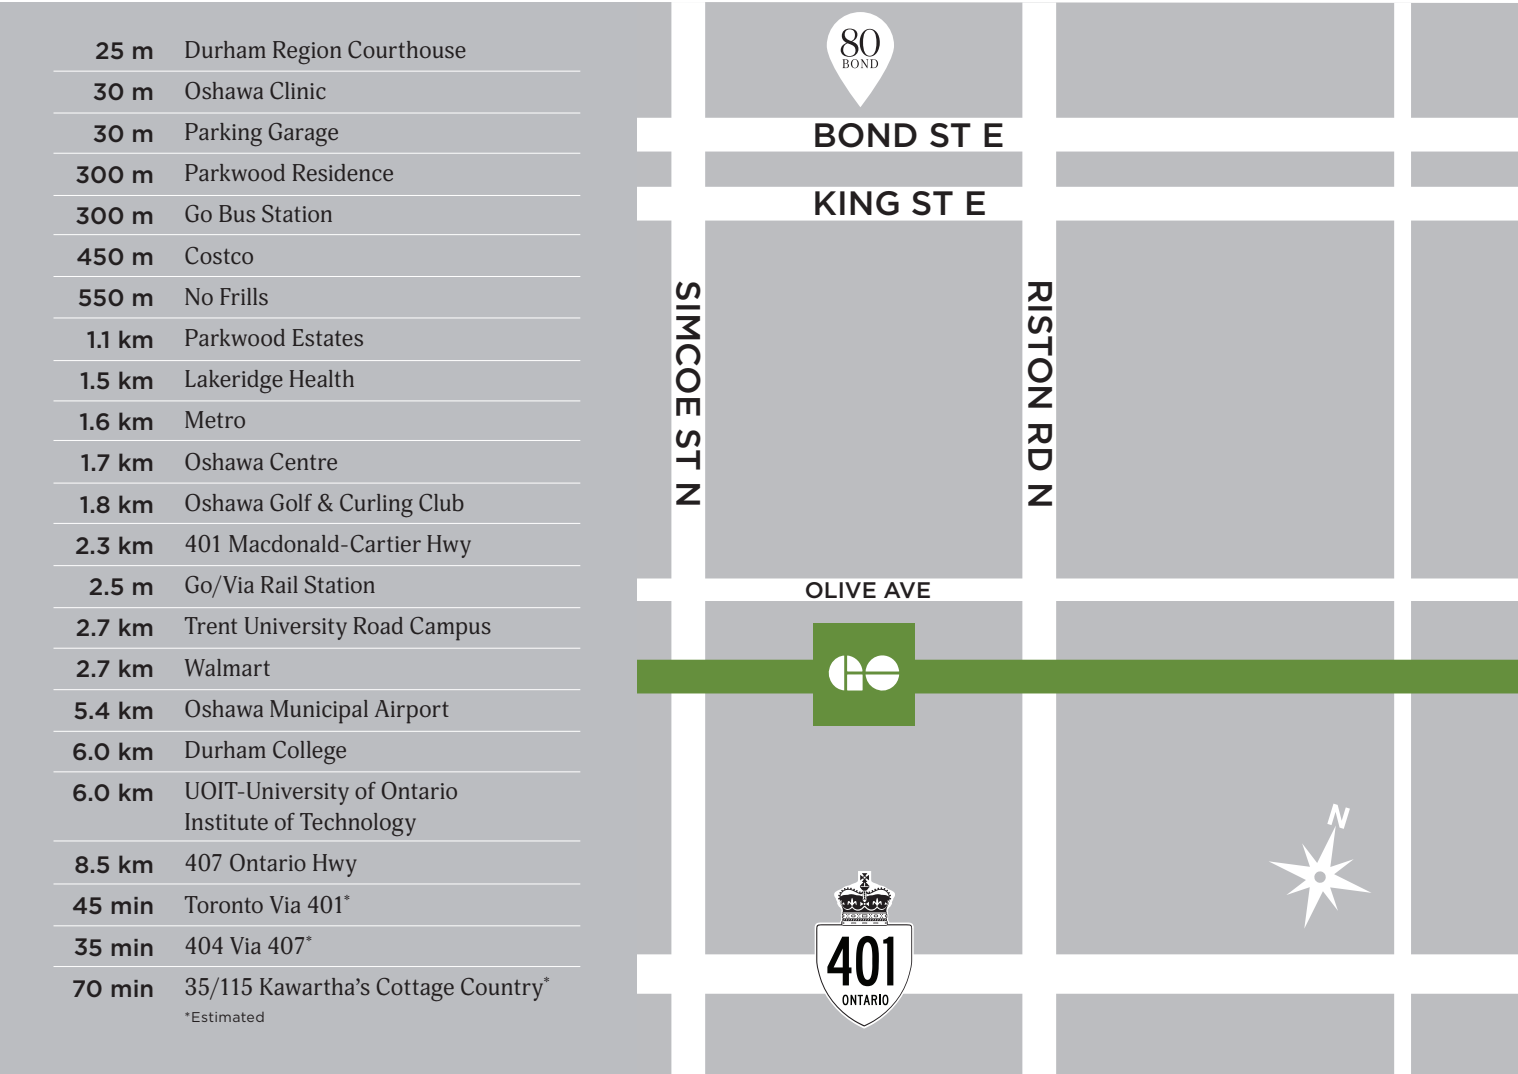 25 m Durham Region Courthouse
30 m Oshawa Clinic
30 m Parking Garage
300 m Parkwood Residence
300 m Go Bus Station
450 m Costco
550 m No Frills
1.1 km Parkwood Estates
1.5 km Lakeridge Health
1.6 km Metro
1.7 km Oshawa Centre
1.8 km Oshawa Golf & Curling Club
2.3 km 401 Macdonald-Cartier Hwy
2.5 m Go/Via Rail Station
2.7 km Trent University Road Campus
2.7 km Walmart
5.4 km Oshawa Municipal Airport
6.0 km Durham College
6.0 km UOIT-University of Ontario
Institute of Technology
8.5 km 407 Ontario Hwy
45 min Toronto Via 401*
35 min 404 Via 407*
70 min 35/115 Kawartha's Cottage Country*
*Estimated
80
BOND
BOND ST E
KING ST E
SIMCOE ST N
RISTON RD N
OLIVE AVE
GO
N
401
ONTARIO